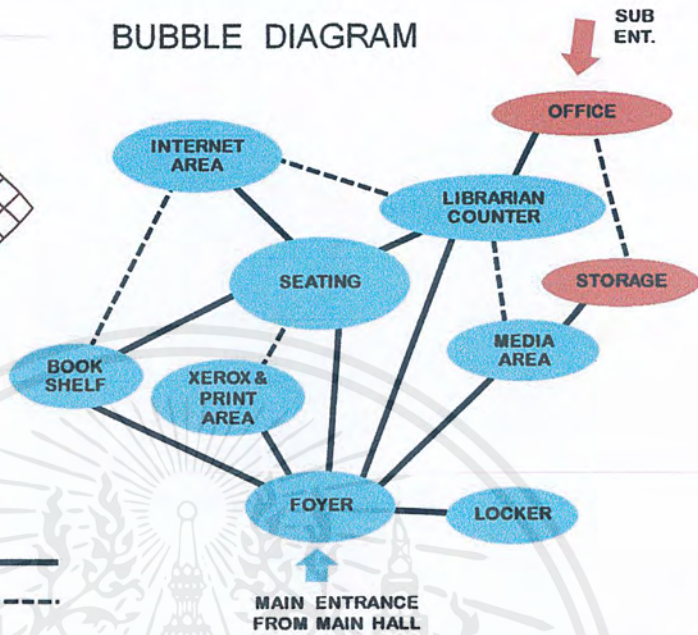 BUBBLE DIAGRAM
SUB
ENT.
OFFICE
INTERNET
AREA
LIBRARIAN
COUNTER
SEATING
STORAGE
MEDIA
AREA
BOOK
SHELF
XEROX &
PRINT
AREA
FOYER
LOCKER
MAIN ENTRANCE
FROM MAIN HALL